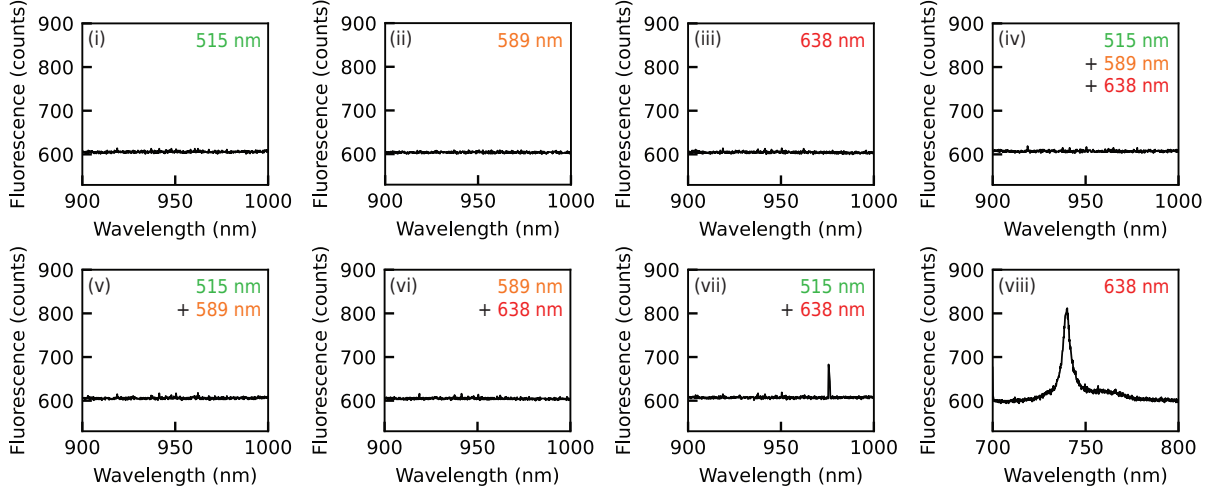 Fluorescence (counts)
900
800
700
600
(i)
515 nm
900
950
1000
Wavelength (nm)
Fluorescence (counts)
900
800
700
600
(ii)
589 nm
900
950
1000
Wavelength (nm)
Fluorescence (counts)
900
800
700
600
(iii)
638 nm
900
950
1000
Wavelength (nm)
Fluorescence (counts)
900
800
700
600
(iv)
515 nm
+ 589 nm
+ 638 nm
900
950
1000
Wavelength (nm)
Fluorescence (counts)
900
800
700
600
(v)
515 nm
+ 589 nm
900
950
1000
Wavelength (nm)
Fluorescence (counts)
900
800
700
600
(vi)
589 nm
+ 638 nm
900
950
1000
Wavelength (nm)
Fluorescence (counts)
900
800
700
600
(vii)
515 nm
+ 638 nm
900
950
1000
Wavelength (nm)
Fluorescence (counts)
900
800
700
600
(viii)
638 nm
700
750
800
Wavelength (nm)